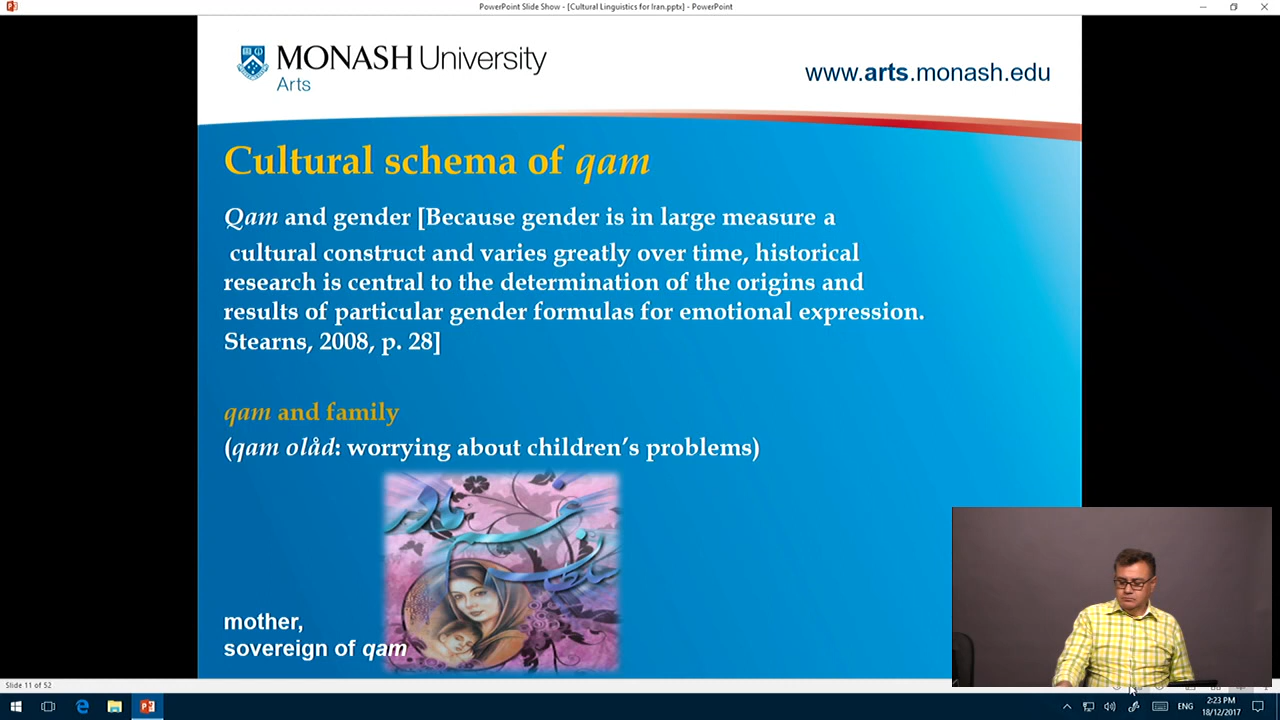 PowerPoint Slide Show - [Cultural Linguistics for Iran.pptx] - PowerPoint
MONASH University
Arts
www.arts.monash.edu
Cultural schema of qam
Qam and gender [Because gender is in large measure a
cultural construct and varies greatly over time, historical
research is central to the determination of the origins and
results of particular gender formulas for emotional expression.
Stearns, 2008, p. 28]
qam and family
(qam olåd: worrying about children’s problems)
سلطان غم مادر
mother,
sovereign of qam
Slide 11 of 52
ENG
2:23 PM
18/12/2017